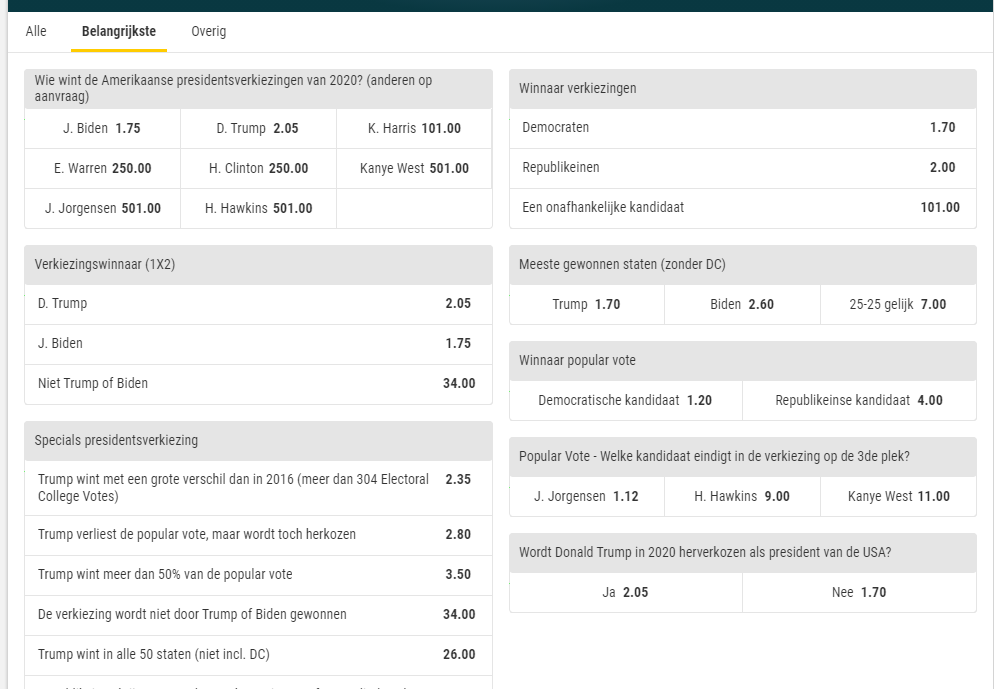 Alle Belangrijkste Overig
Wie wint de Amerikaanse presidentsverkiezingen van 2020? (anderen op
aanvraag)
J. Biden 1.75 D. Trump 2.05 K. Harris 101.00
E. Warren 250.00 H. Clinton 250.00 Kanye West 501.00
J. Jorgensen 501.00 H. Hawkins 501.00
Verkiezingswinnaar (1X2)
D. Trump 2.05
J. Biden 1.75
Niet Trump of Biden 34.00
Specials presidentsverkiezing
Trump wint met een grote verschil dan in 2016 (meer dan 304 Electoral 2.35
College Votes)
Trump verliest de popular vote, maar wordt toch herkozen 2.80
Trump wint meer dan 50% van de popular vote 3.50
De verkiezing wordt niet door Trump of Biden gewonnen 34.00
Trump wint in alle 50 staten (niet incl. DC) 26.00
Winnaar verkiezingen
Democraten 1.70
Republikeinen 2.00
Een onafhankelijke kandidaat 101.00
Meeste gewonnen staten (zonder DC)
Trump 1.70 Biden 2.60 25-25 gelijk 7.00
Winnaar popular vote
Democratische kandidaat 1.20 Republikeinse kandidaat 4.00
Popular Vote - Welke kandidaat eindigt in de verkiezing op de 3de plek?
J. Jorgensen 1.12 H. Hawkins 9.00 Kanye West 11.00
Wordt Donald Trump in 2020 herverkozen als president van de USA?
Ja 2.05 Nee 1.70